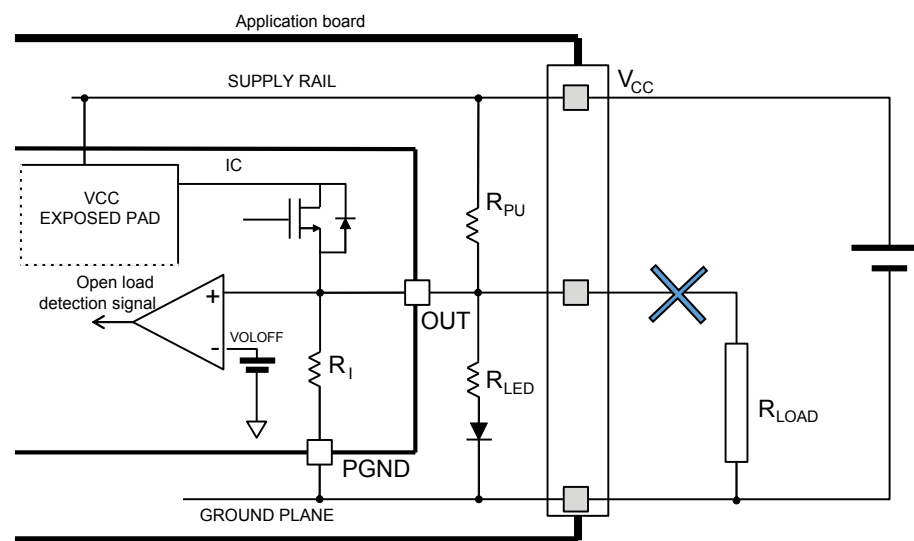 Application board
SUPPLY RAIL
V_CC
IC
VCC
EXPOSED PAD
R_PU
Open load
detection signal
+
-
VOLOFF
OUT
R_I
R_LED
R_LOAD
PGND
GROUND PLANE